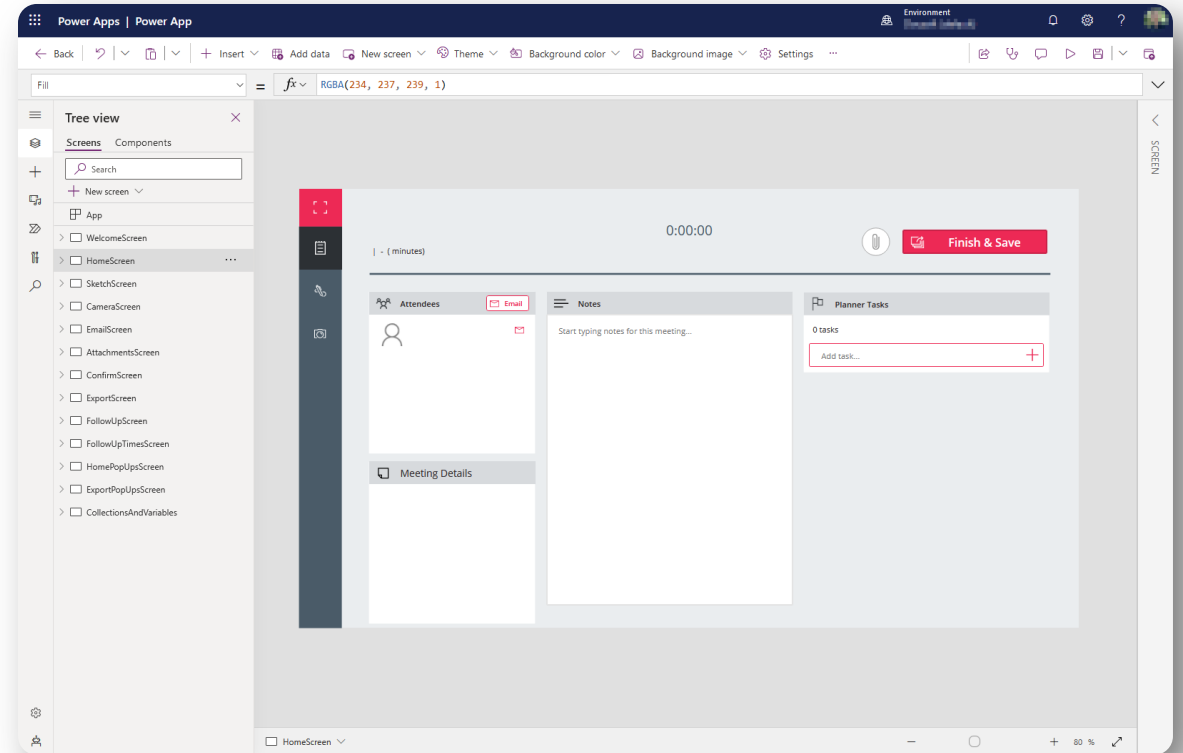 Power Apps | Power App
Environment
Back
Insert
Add data
New screen
Theme
Background color
Background image
Settings
...
Fill
=
fx
RGBA(234, 237, 239, 1)
Tree view
Screens
Components
Search
New screen
App
WelcomeScreen
HomeScreen
...
SketchScreen
CameraScreen
EmailScreen
AttachmentsScreen
ConfirmScreen
ExportScreen
FollowUpScreen
FollowUpTimesScreen
HomePopUpsScreen
ExportPopUpsScreen
CollectionsAndVariables
0:00:00
| - ( minutes)
Finish & Save
Attendees
Email
Notes
Start typing notes for this meeting...
Planner Tasks
0 tasks
Add task...
Meeting Details
SCREEN
HomeScreen
80 %